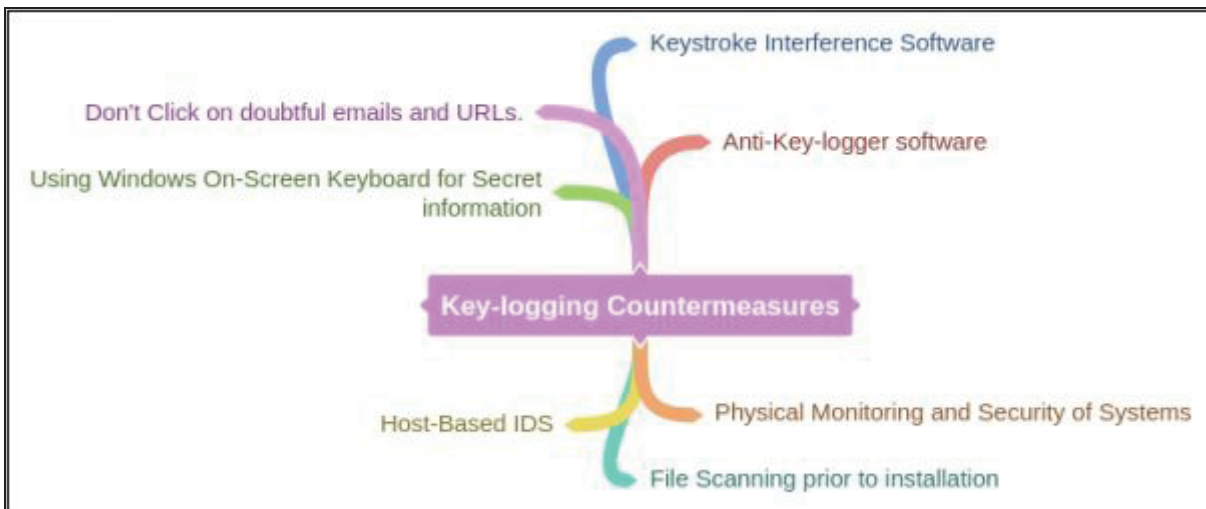 Keystroke Interference Software
Don't Click on doubtful emails and URLs.
Anti-Key-logger software
Using Windows On-Screen Keyboard for Secret
information
Key-logging Countermeasures
Physical Monitoring and Security of Systems
Host-Based IDS
File Scanning prior to installation